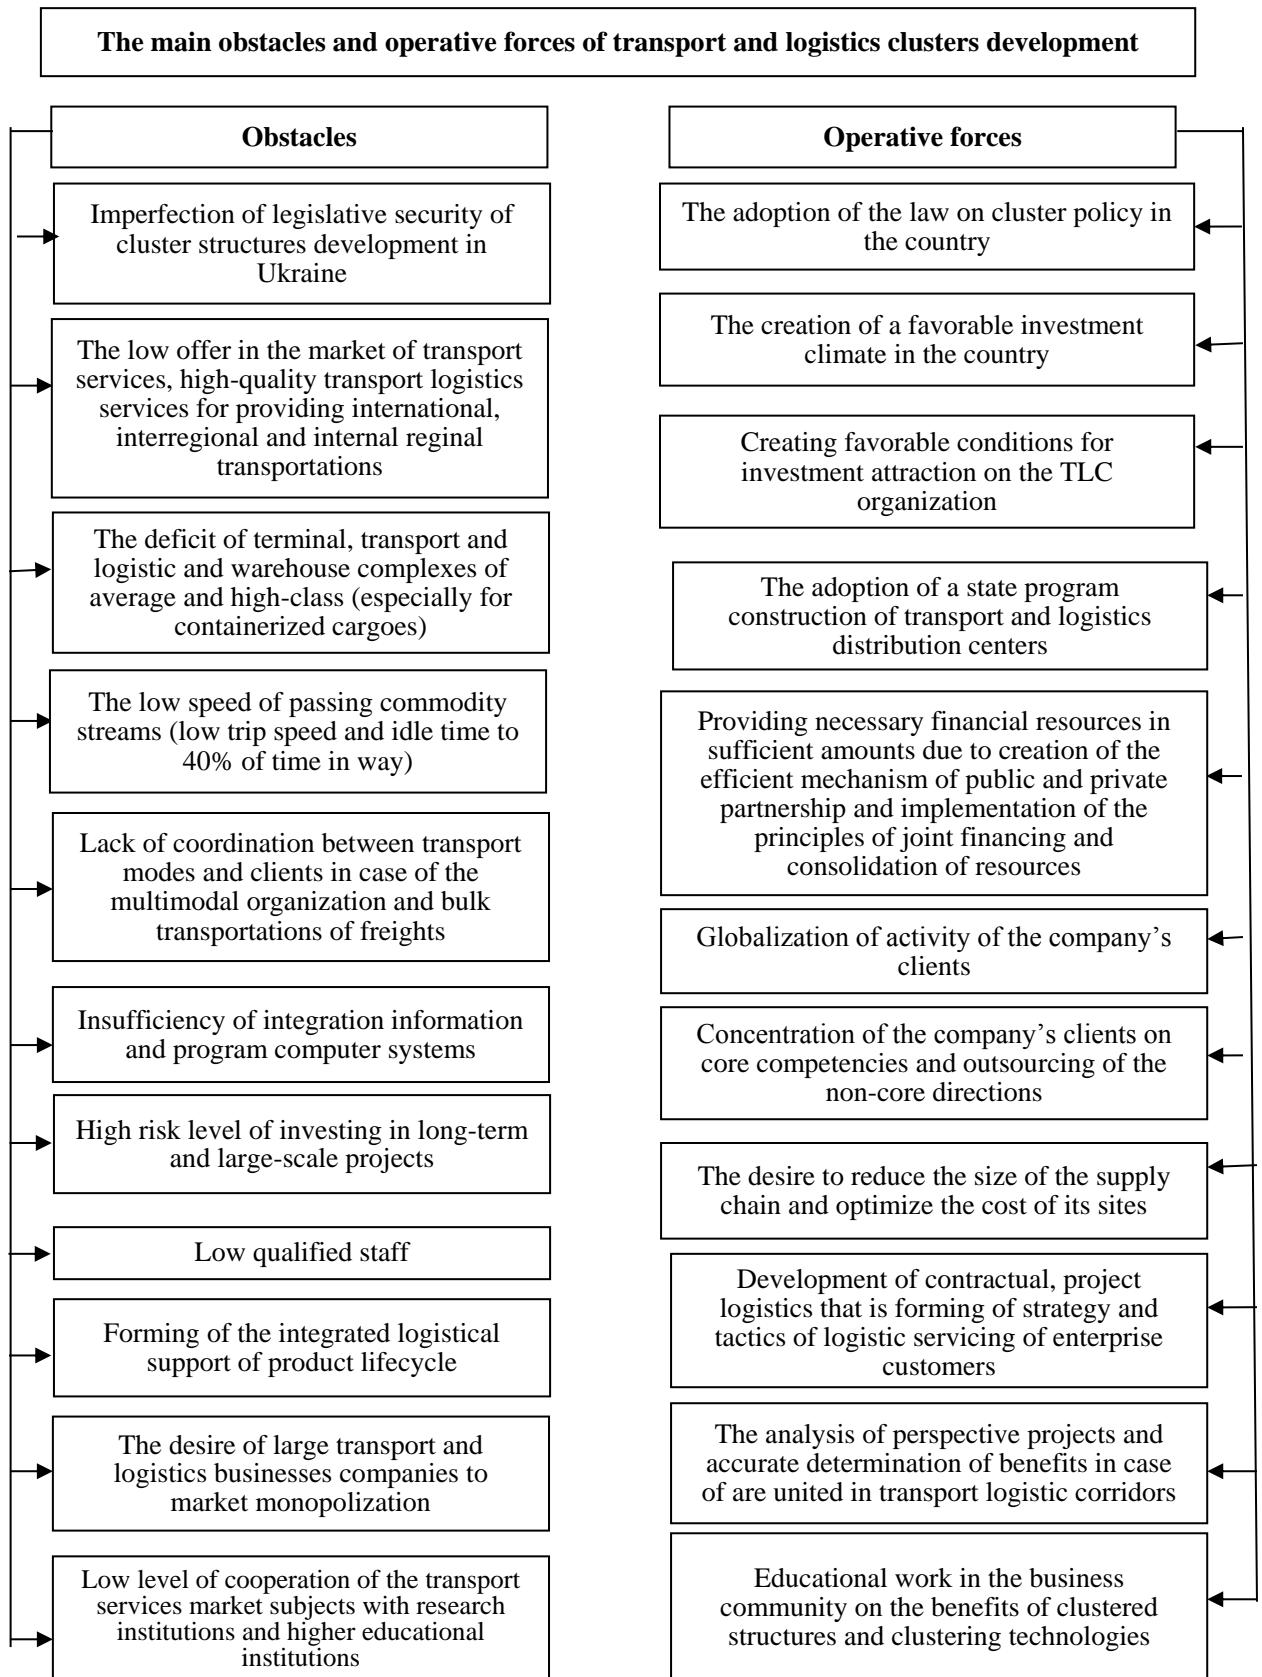 The main obstacles and operative forces of transport and logistics clusters development
Obstacles
Imperfection of legislative security of
cluster structures development in
Ukraine
The low offer in the market of transport
services, high-quality transport logistics
services for providing international,
interregional and internal reginal
transportations
The deficit of terminal, transport and
logistic and warehouse complexes of
average and high-class (especially for
containerized cargoes)
The low speed of passing commodity
streams (low trip speed and idle time to
40% of time in way)
Lack of coordination between transport
modes and clients in case of the
multimodal organization and bulk
transportations of freights
Insufficiency of integration information
and program computer systems
High risk level of investing in long-term
and large-scale projects
Low qualified staff
Forming of the integrated logistical
support of product lifecycle
The desire of large transport and
logistics businesses companies to
market monopolization
Low level of cooperation of the transport
services market subjects with research
institutions and higher educational
institutions
Operative forces
The adoption of the law on cluster policy in
the country
The creation of a favorable investment
climate in the country
Creating favorable conditions for
investment attraction on the TLC
organization
The adoption of a state program
construction of transport and logistics
distribution centers
Providing necessary financial resources in
sufficient amounts due to creation of the
efficient mechanism of public and private
partnership and implementation of the
principles of joint financing and
consolidation of resources
Globalization of activity of the company’s
clients
Concentration of the company’s clients on
core competencies and outsourcing of the
non-core directions
The desire to reduce the size of the supply
chain and optimize the cost of its sites
Development of contractual, project
logistics that is forming of strategy and
tactics of logistic servicing of enterprise
customers
The analysis of perspective projects and
accurate determination of benefits in case
of are united in transport logistic corridors
Educational work in the business
community on the benefits of clustered
structures and clustering technologies